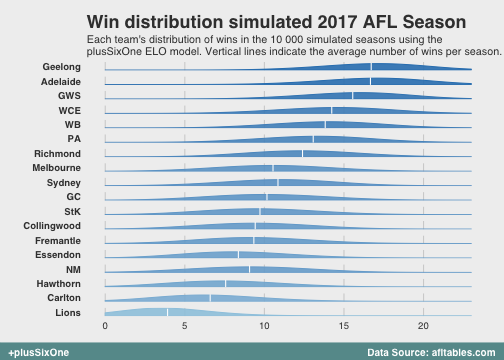 Win distribution simulated 2017 AFL Season
Each team's distribution of wins in the 10 000 simulated seasons using the
plusSixOne ELO model. Vertical lines indicate the average number of wins per season.
Geelong
Adelaide
GWS
WCE
WB
PA
Richmond
Melbourne
Sydney
GC
StK
Collingwood
Fremantle
Essendon
NM
Hawthorn
Carlton
Lions
0 5 10 15 20
+plusSixOne Data Source: afltables.com